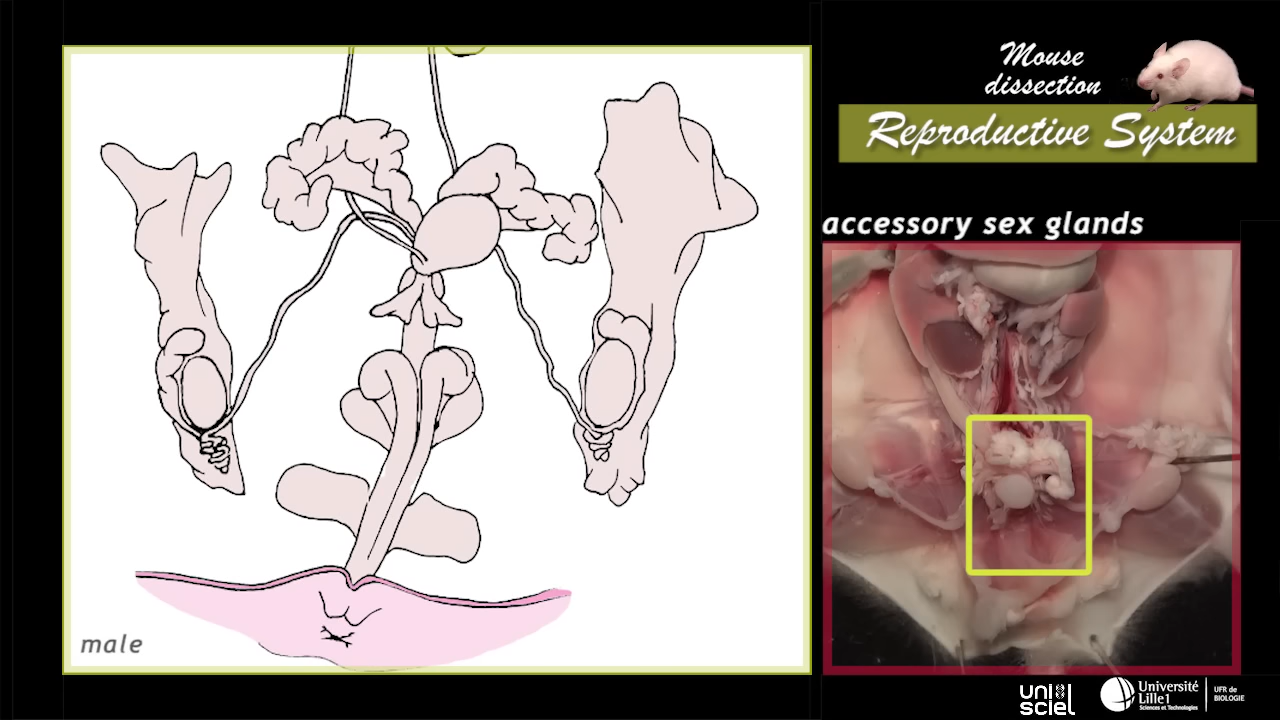 Mouse
dissection
Reproductive System
accessory sex glands
male
uni
sciel
Université
Lille1
Sciences et Technologies
UFR de
BIOLOGIE